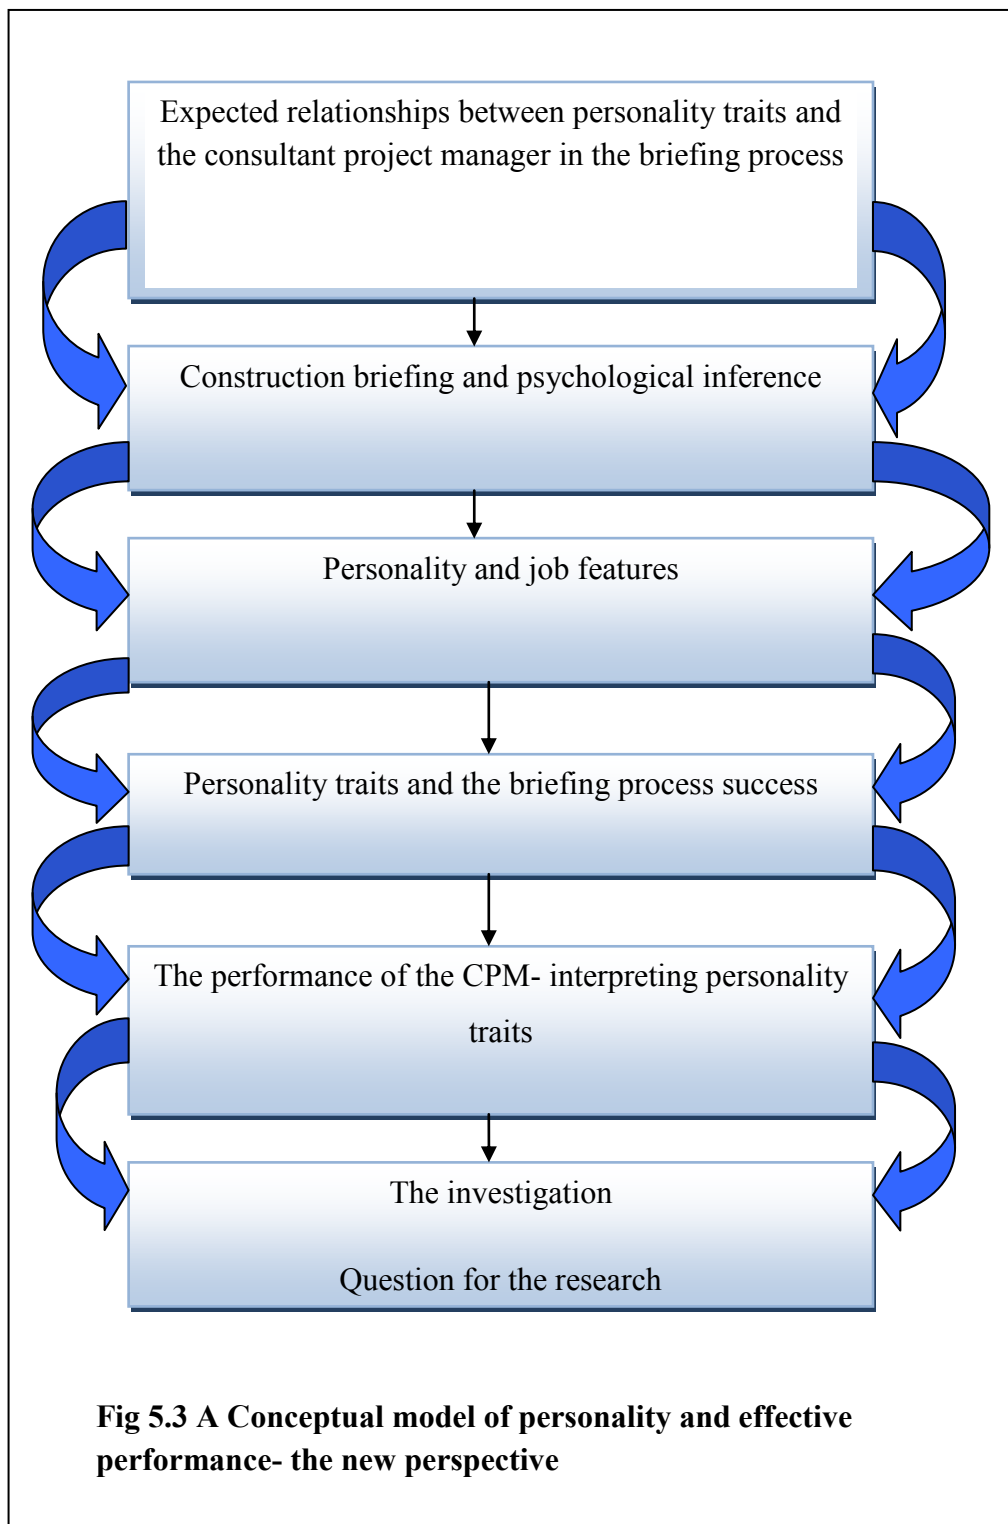 Expected relationships between personality traits and
the consultant project manager in the briefing process
Construction briefing and psychological inference
Personality and job features
Personality traits and the briefing process success
The performance of the CPM- interpreting personality
traits
The investigation
Question for the research
Fig 5.3 A Conceptual model of personality and effective
performance- the new perspective